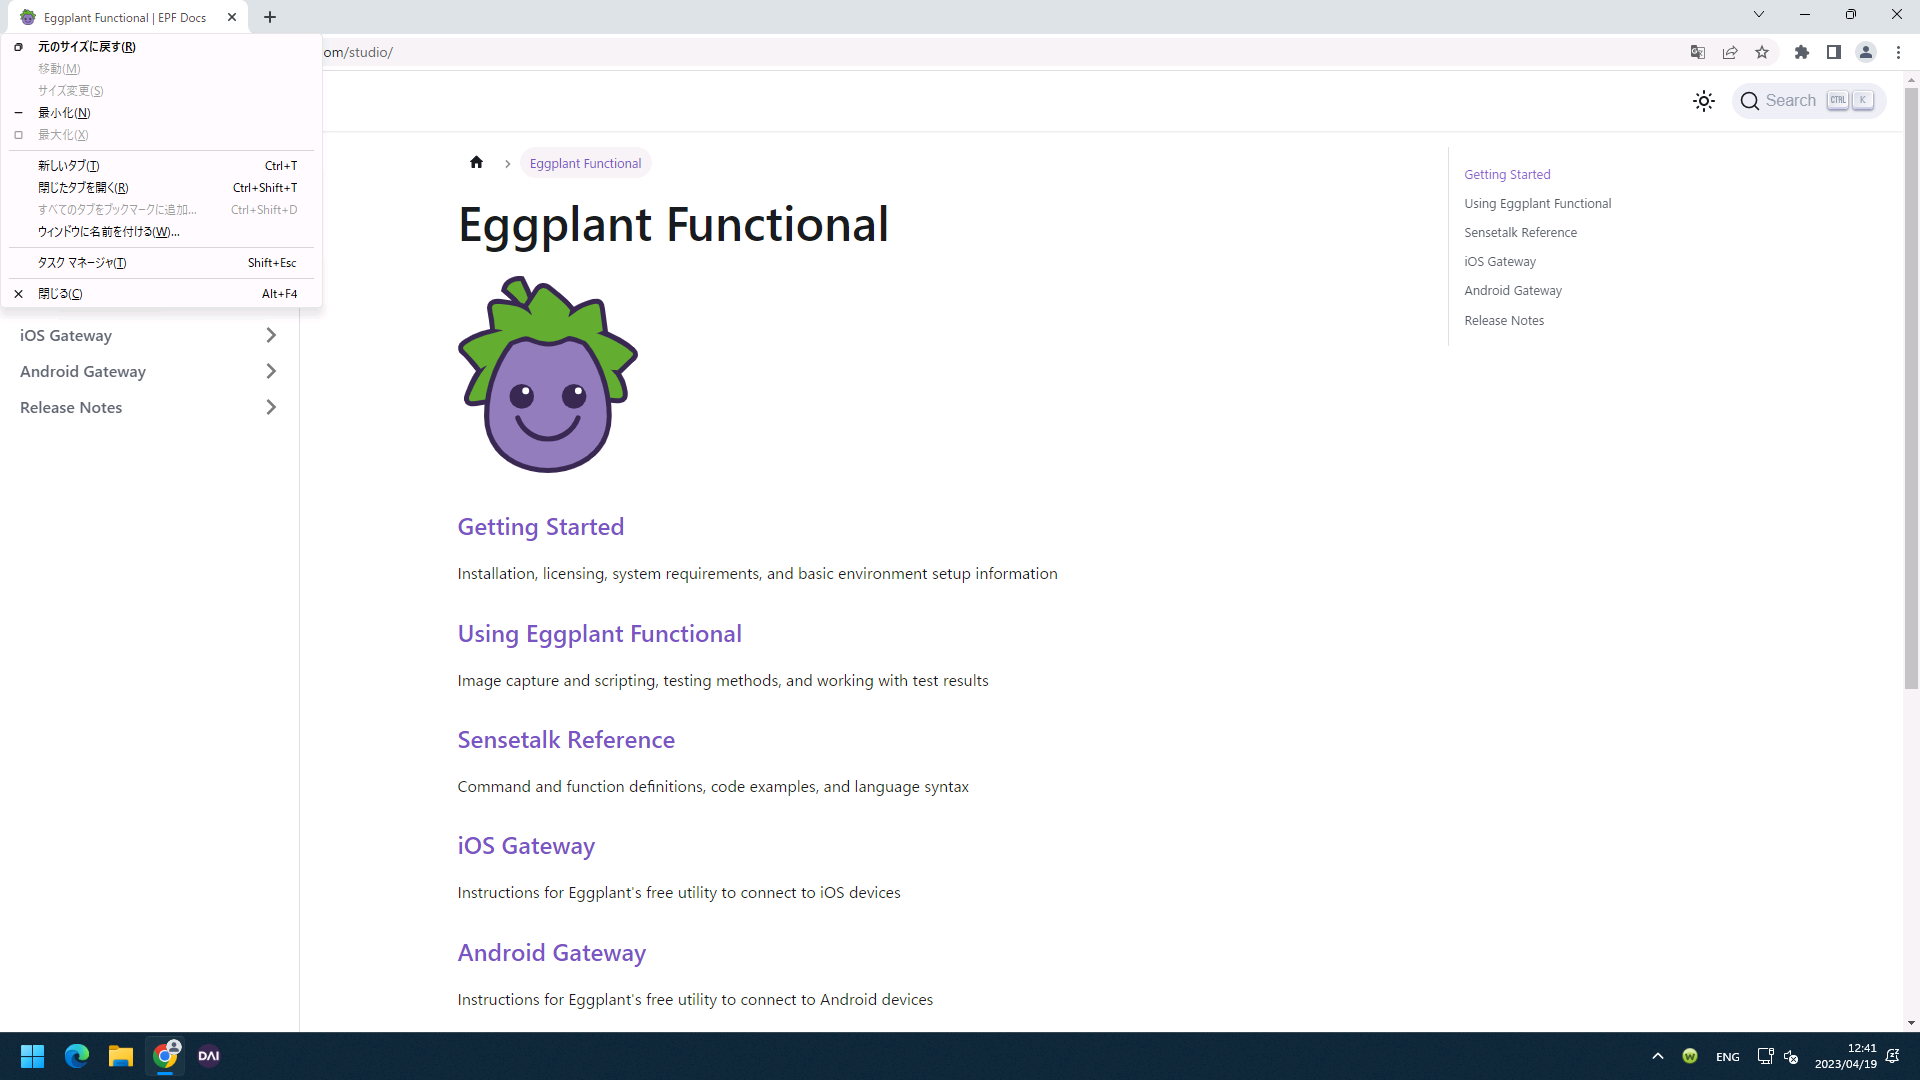 Eggplant Functional | EPF Docs
om/studio/
元のサイズに戻す(R)
移動(M)
サイズ変更(S)
最小化(N)
最大化(X)
新しいタブ(T) Ctrl+T
閉じたタブを開く(R) Ctrl+Shift+T
すべてのタブをブックマークに追加... Ctrl+Shift+D
ウィンドウに名前を付ける(W)...
タスク マネージャ(T) Shift+Esc
閉じる(C) Alt+F4
iOS Gateway
Android Gateway
Release Notes
Search CTRL K
Eggplant Functional
Eggplant Functional
Getting Started
Installation, licensing, system requirements, and basic environment setup information
Using Eggplant Functional
Image capture and scripting, testing methods, and working with test results
Sensetalk Reference
Command and function definitions, code examples, and language syntax
iOS Gateway
Instructions for Eggplant's free utility to connect to iOS devices
Android Gateway
Instructions for Eggplant's free utility to connect to Android devices
Getting Started
Using Eggplant Functional
Sensetalk Reference
iOS Gateway
Android Gateway
Release Notes
DAI
ENG
12:41
2023/04/19